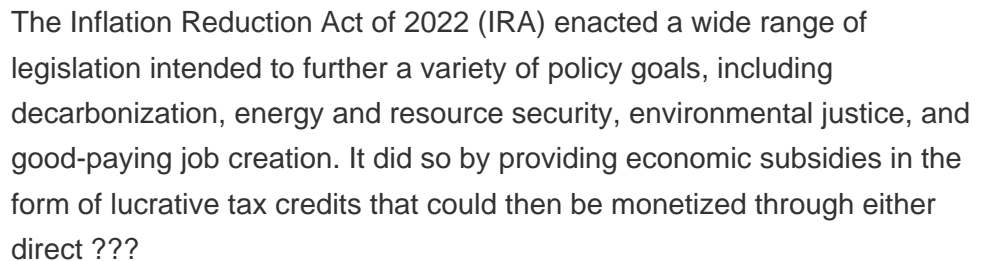 The Inflation Reduction Act of 2022 (IRA) enacted a wide range of
legislation intended to further a variety of policy goals, including
decarbonization, energy and resource security, environmental justice, and
good-paying job creation. It did so by providing economic subsidies in the
form of lucrative tax credits that could then be monetized through either
direct ???